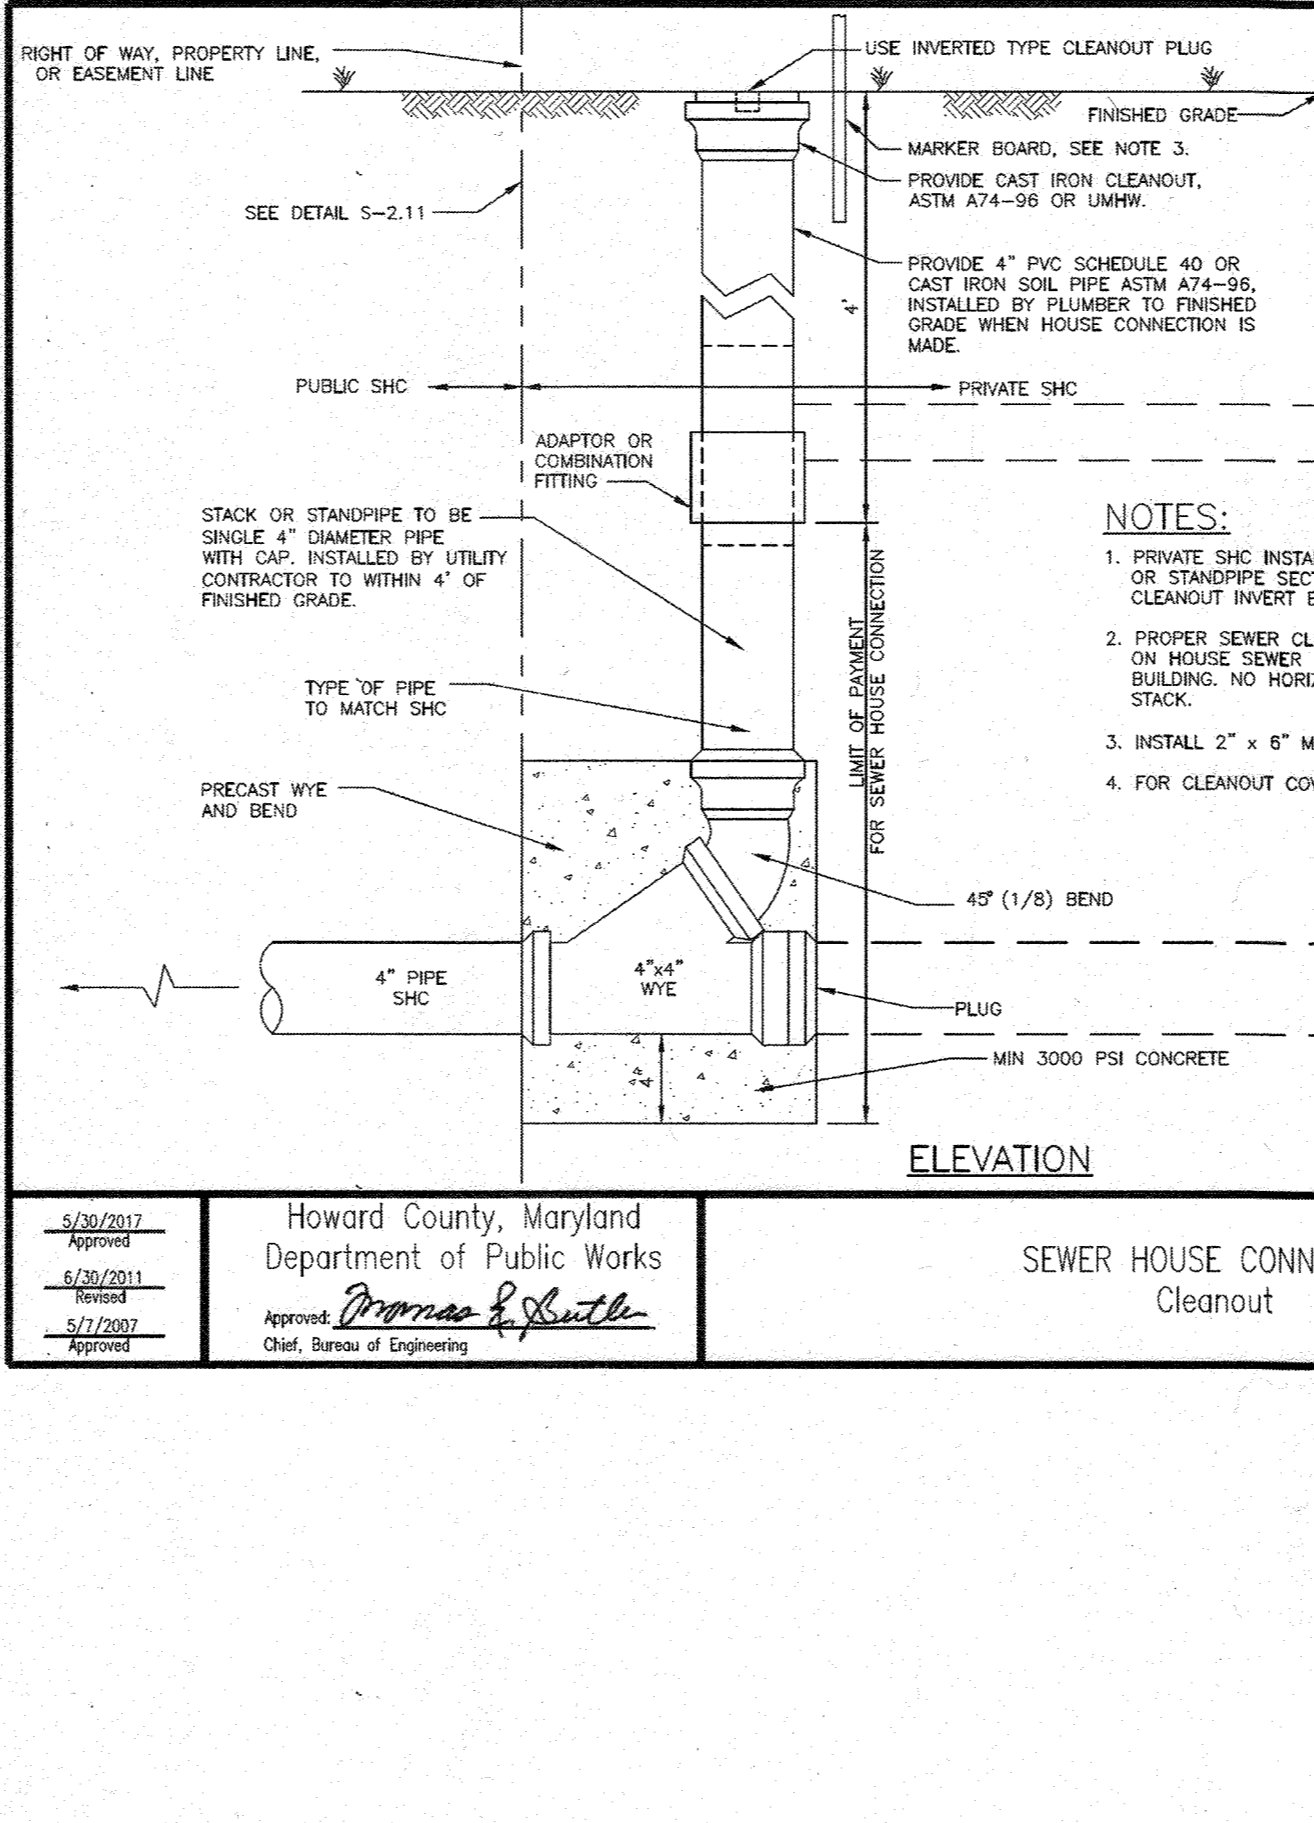 RIGHT OF WAY, PROPERTY LINE,
OR EASEMENT LINE
USE INVERTED TYPE CLEANOUT PLUG
FINISHED GRADE
MARKER BOARD, SEE NOTE 3.
PROVIDE CAST IRON CLEANOUT,
ASTM A74-96 OR UMHW.
SEE DETAIL S-2.11
PROVIDE 4" PVC SCHEDULE 40 OR
CAST IRON SOIL PIPE ASTM A74-96,
INSTALLED BY PLUMBER TO FINISHED
GRADE WHEN HOUSE CONNECTION IS
MADE.
4'
PUBLIC SHC
PRIVATE SHC
ADAPTOR OR
COMBINATION
FITTING
STACK OR STANDPIPE TO BE
SINGLE 4" DIAMETER PIPE
WITH CAP. INSTALLED BY UTILITY
CONTRACTOR TO WITHIN 4' OF
FINISHED GRADE.
LIMIT OF PAYMENT
FOR SEWER HOUSE CONNECTION
NOTES:
1. PRIVATE SHC INSTA
OR STANDPIPE SECT
CLEANOUT INVERT E
2. PROPER SEWER CL
ON HOUSE SEWER
BUILDING. NO HORIZ
STACK.
3. INSTALL 2" x 6" M
4. FOR CLEANOUT COV
TYPE OF PIPE
TO MATCH SHC
PRECAST WYE
AND BEND
45° (1/8) BEND
4" PIPE
SHC
4"x4"
WYE
PLUG
4"
MIN 3000 PSI CONCRETE
ELEVATION
5/30/2017
Approved
6/30/2011
Revised
5/7/2007
Approved
Howard County, Maryland
Department of Public Works
Approved: Thomas E. Butler
Chief, Bureau of Engineering
SEWER HOUSE CONN
Cleanout